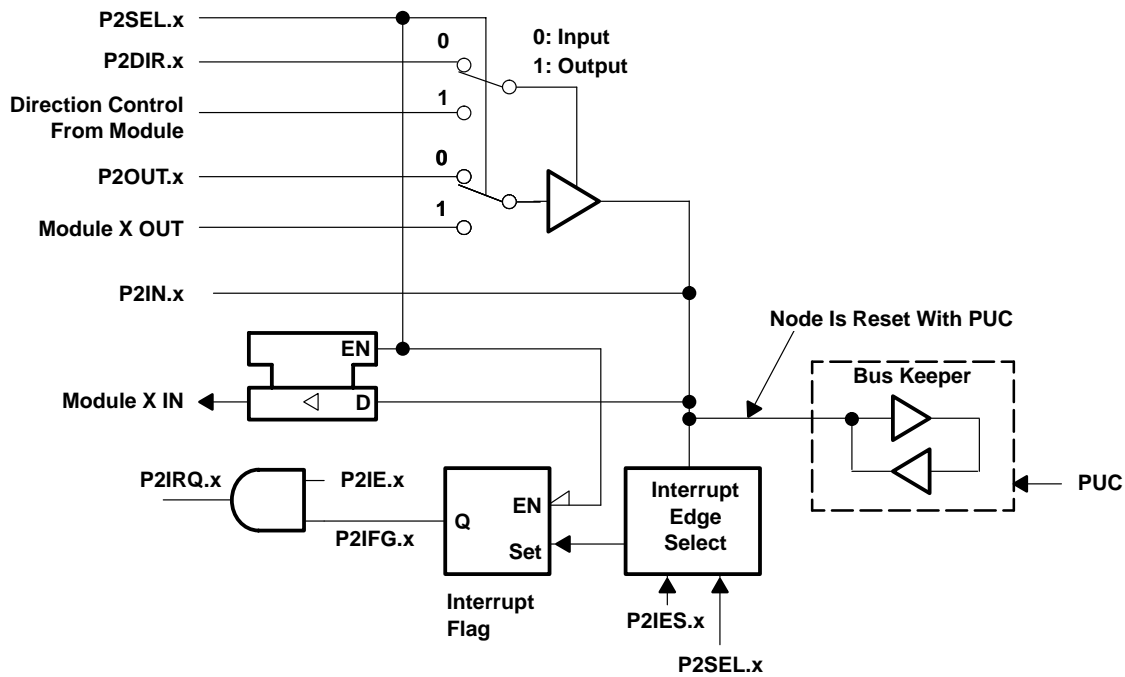 P2SEL.x
0
0: Input
1: Output
P2DIR.x
1
Direction Control
From Module
0
P2OUT.x
1
Module X OUT
P2IN.x
Node Is Reset With PUC
EN
Bus Keeper
Module X IN
D
P2IRQ.x
P2IE.x
Interrupt
Edge
Select
PUC
EN
Q
P2IFG.x
Set
Interrupt
Flag
P2IES.x
P2SEL.x